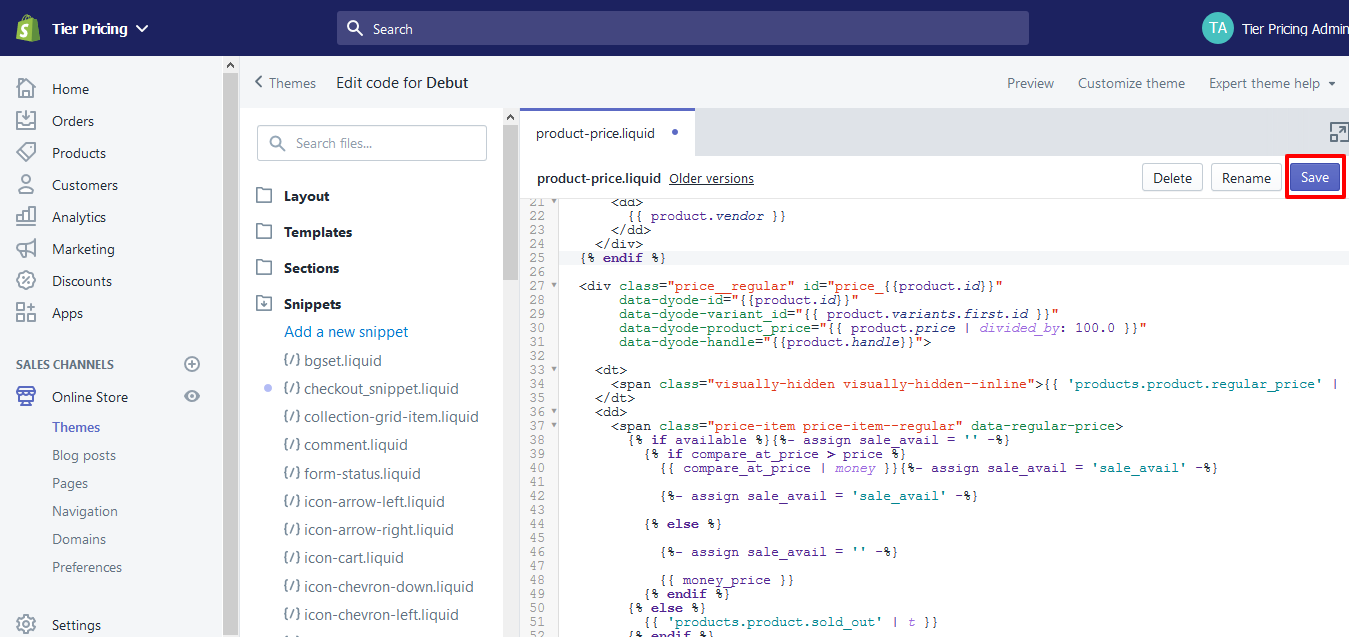 Tier Pricing
Search
TA
Tier Pricing Admin
Home
Orders
Products
Customers
Analytics
Marketing
Discounts
Apps
SALES CHANNELS
Online Store
Themes
Blog posts
Pages
Navigation
Domains
Preferences
Settings
Themes
Edit code for Debut
Preview
Customize theme
Expert theme help
Search files...
Layout
Templates
Sections
Snippets
Add a new snippet
{/} bgset.liquid
{/} checkout_snippet.liquid
{/} collection-grid-item.liquid
{/} comment.liquid
{/} form-status.liquid
{/} icon-arrow-left.liquid
{/} icon-arrow-right.liquid
{/} icon-cart.liquid
{/} icon-chevron-down.liquid
{/} icon-chevron-left.liquid
product-price.liquid
product-price.liquid Older versions
Delete
Rename
Save
21 <dd>
22 {{ product.vendor }}
23 </dd>
24 </div>
25 {% endif %}
26
27 <div class="price__regular" id="price_{{product.id}}"
28 data-dyode-id="{{product.id}}"
29 data-dyode-variant_id="{{ product.variants.first.id }}"
30 data-dyode-product_price="{{ product.price | divided_by: 100.0 }}"
31 data-dyode-handle="{{product.handle}}">
32
33 <dt>
34 <span class="visually-hidden visually-hidden--inline">{{ 'products.product.regular_price' |
35 </dt>
36 <dd>
37 <span class="price-item price-item--regular" data-regular-price>
38 {% if available %}{%- assign sale_avail = '' -%}
39 {% if compare_at_price > price %}
40 {{ compare_at_price | money }}{%- assign sale_avail = 'sale_avail' -%}
41
42 {%- assign sale_avail = 'sale_avail' -%}
43
44 {% else %}
45
46 {%- assign sale_avail = '' -%}
47
48 {{ money_price }}
49 {% endif %}
50 {% else %}
51 {{ 'products.product.sold_out' | t }}
52 {% endif %}